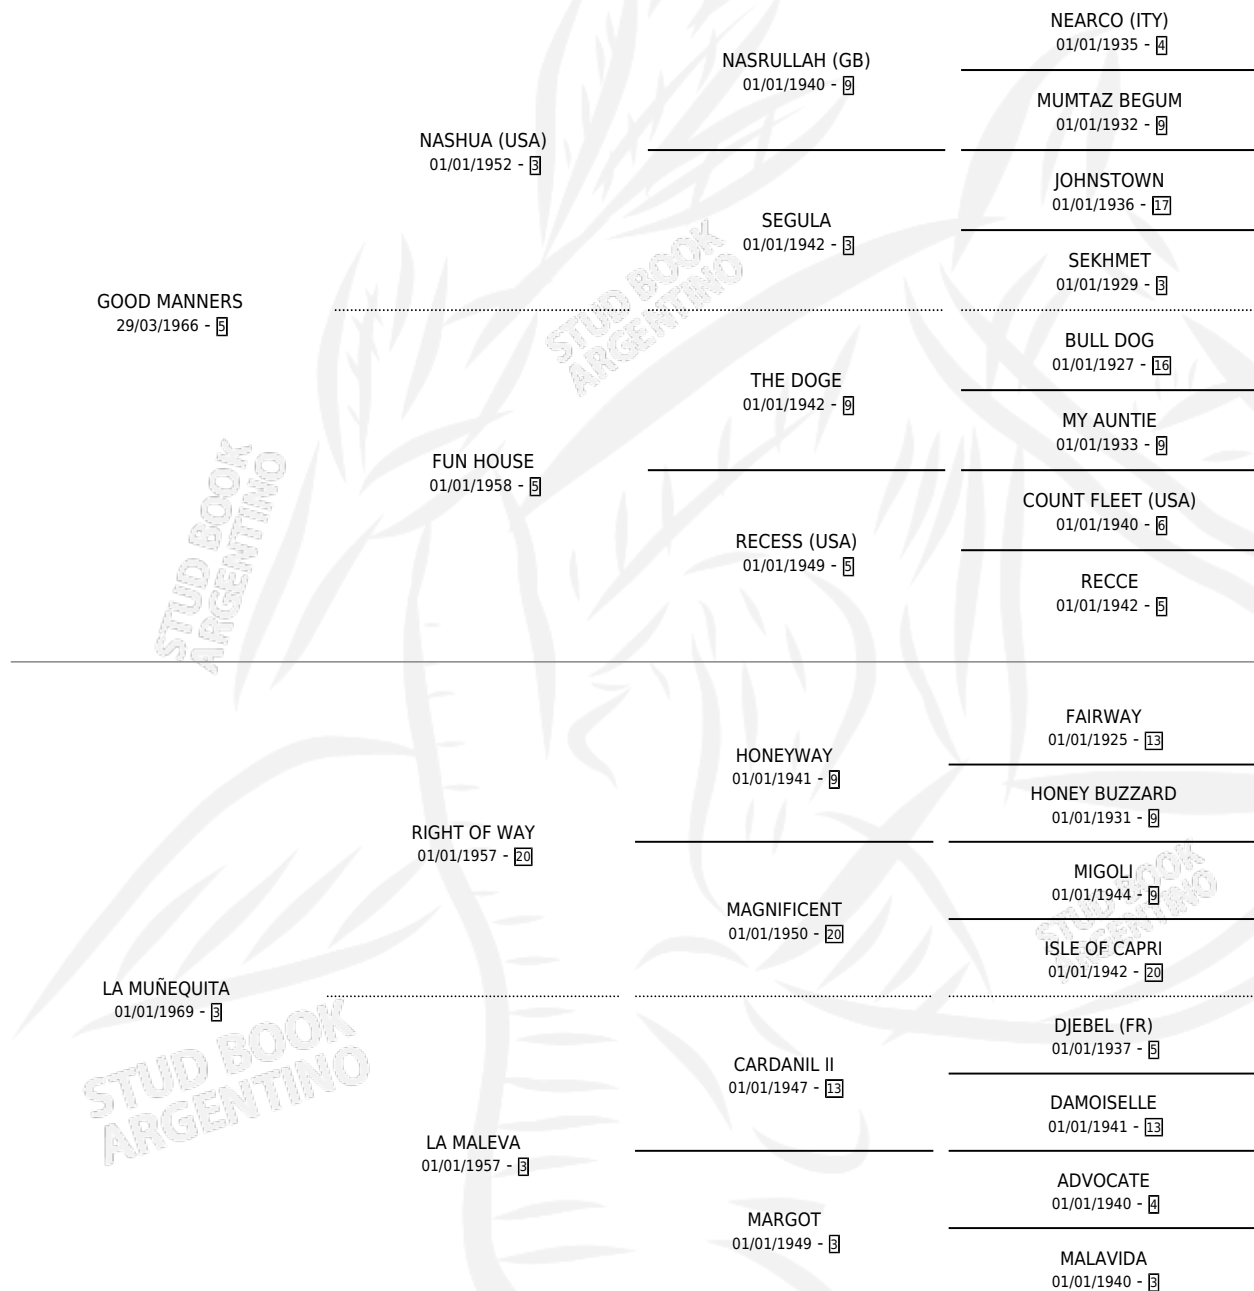 NEARCO (ITY)
01/01/1935 - 4
NASRULLAH (GB)
01/01/1940 - 9
MUMTAZ BEGUM
01/01/1932 - 9
NASHUA (USA)
01/01/1952 - 3
JOHNSTOWN
01/01/1936 - 17
SEGULA
01/01/1942 - 3
SEKHMET
01/01/1929 - 3
GOOD MANNERS
29/03/1966 - 5
BULL DOG
01/01/1927 - 16
THE DOGE
01/01/1942 - 9
MY AUNTIE
01/01/1933 - 9
FUN HOUSE
01/01/1958 - 5
COUNT FLEET (USA)
01/01/1940 - 6
RECESS (USA)
01/01/1949 - 5
RECCE
01/01/1942 - 5
FAIRWAY
01/01/1925 - 13
HONEYWAY
01/01/1941 - 9
HONEY BUZZARD
01/01/1931 - 9
RIGHT OF WAY
01/01/1957 - 20
MIGOLI
01/01/1944 - 9
MAGNIFICENT
01/01/1950 - 20
ISLE OF CAPRI
01/01/1942 - 20
LA MUÑEQUITA
01/01/1969 - 3
DJEBEL (FR)
01/01/1937 - 5
CARDANIL II
01/01/1947 - 13
DAMOISELLE
01/01/1941 - 13
LA MALEVA
01/01/1957 - 3
ADVOCATE
01/01/1940 - 4
MARGOT
01/01/1949 - 3
MALAVIDA
01/01/1940 - 3
STUD BOOK
ARGENTINO
STUD BOOK
ARGENTINO
STUD BOOK
ARGENTINO
STUD BOOK
ARGENTINO